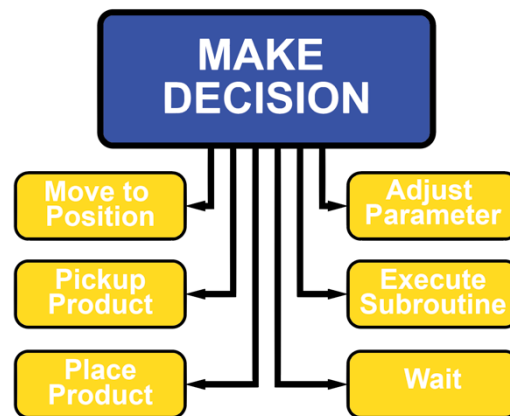 MAKE
DECISION
Move to
Position
Adjust
Parameter
Pickup
Product
Execute
Subroutine
Place
Product
Wait